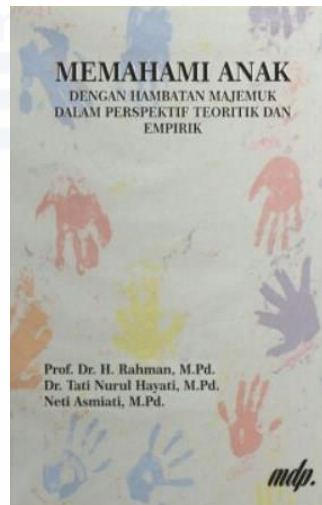 MEMAHAMI ANAK
DENGAN HAMBATAN MAJEMUK
DALAM PERSPEKTIF TEORITIK DAN
EMPIRIK
Prof. Dr. H. Rahman, M.Pd.
Dr. Tati Nurul Hayati, M.Pd.
Neti Asmiati, M.Pd.
mdp.